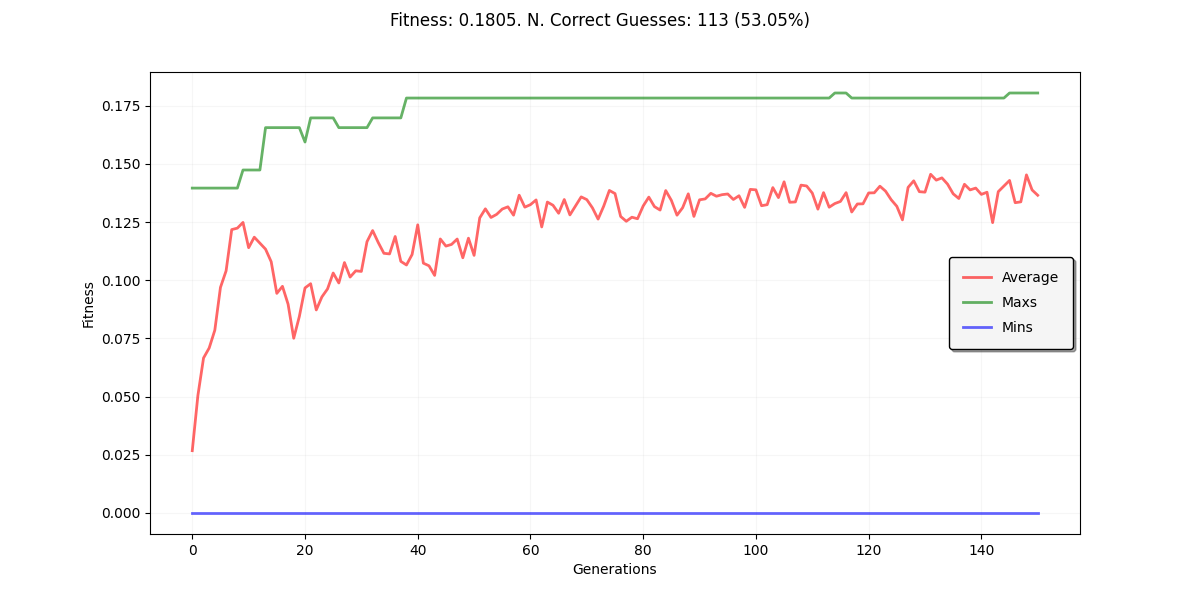 Fitness: 0.1805. N. Correct Guesses: 113 (53.05%)
0.175
0.150
0.125
0.100
0.075
0.050
0.025
0.000
Fitness
Average
Maxs
Mins
0 20 40 60 80 100 120 140
Generations